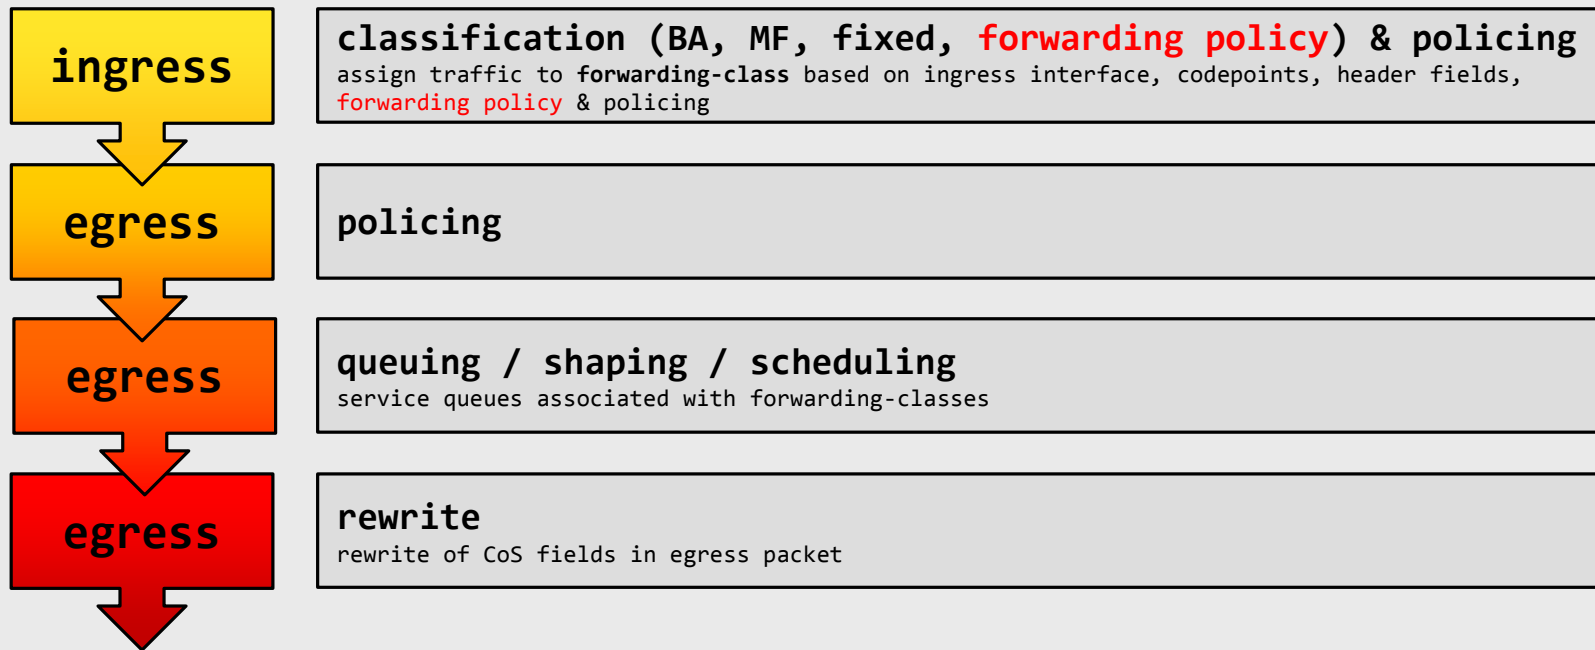 ingress
classification (BA, MF, fixed, forwarding policy) & policing
assign traffic to forwarding-class based on ingress interface, codepoints, header fields,
forwarding policy & policing
egress
policing
egress
queuing / shaping / scheduling
service queues associated with forwarding-classes
egress
rewrite
rewrite of CoS fields in egress packet